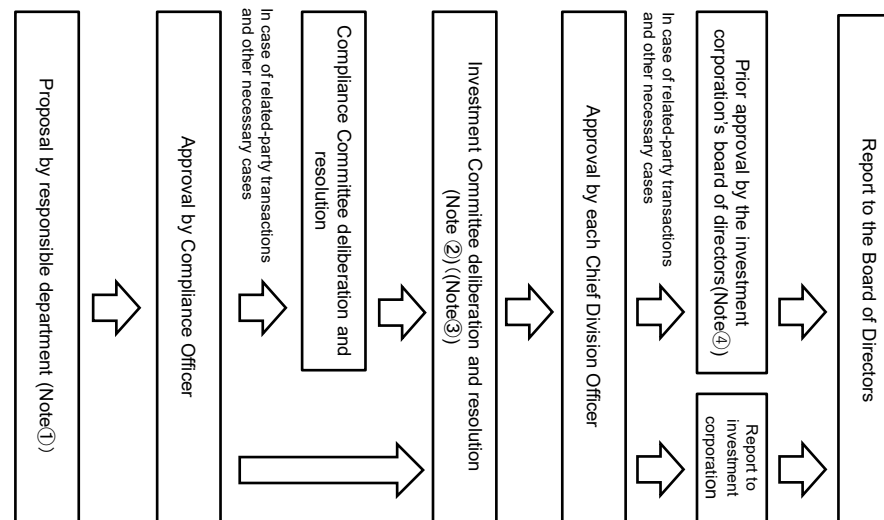 Proposal by responsible department (Note①))
Approval by Compliance Officer
In case of related-party transactions
and other necessary cases
Compliance Committee deliberation and
resolution
Investment Committee deliberation and resolution
(Note ②)) ((Note③))
Approval by each Chief Division Officer
In case of related-party transactions
and other necessary cases
Prior approval by the investment
corporation's board of directors(Note④))
Report to
investment
corporation
Report to the Board of Directors